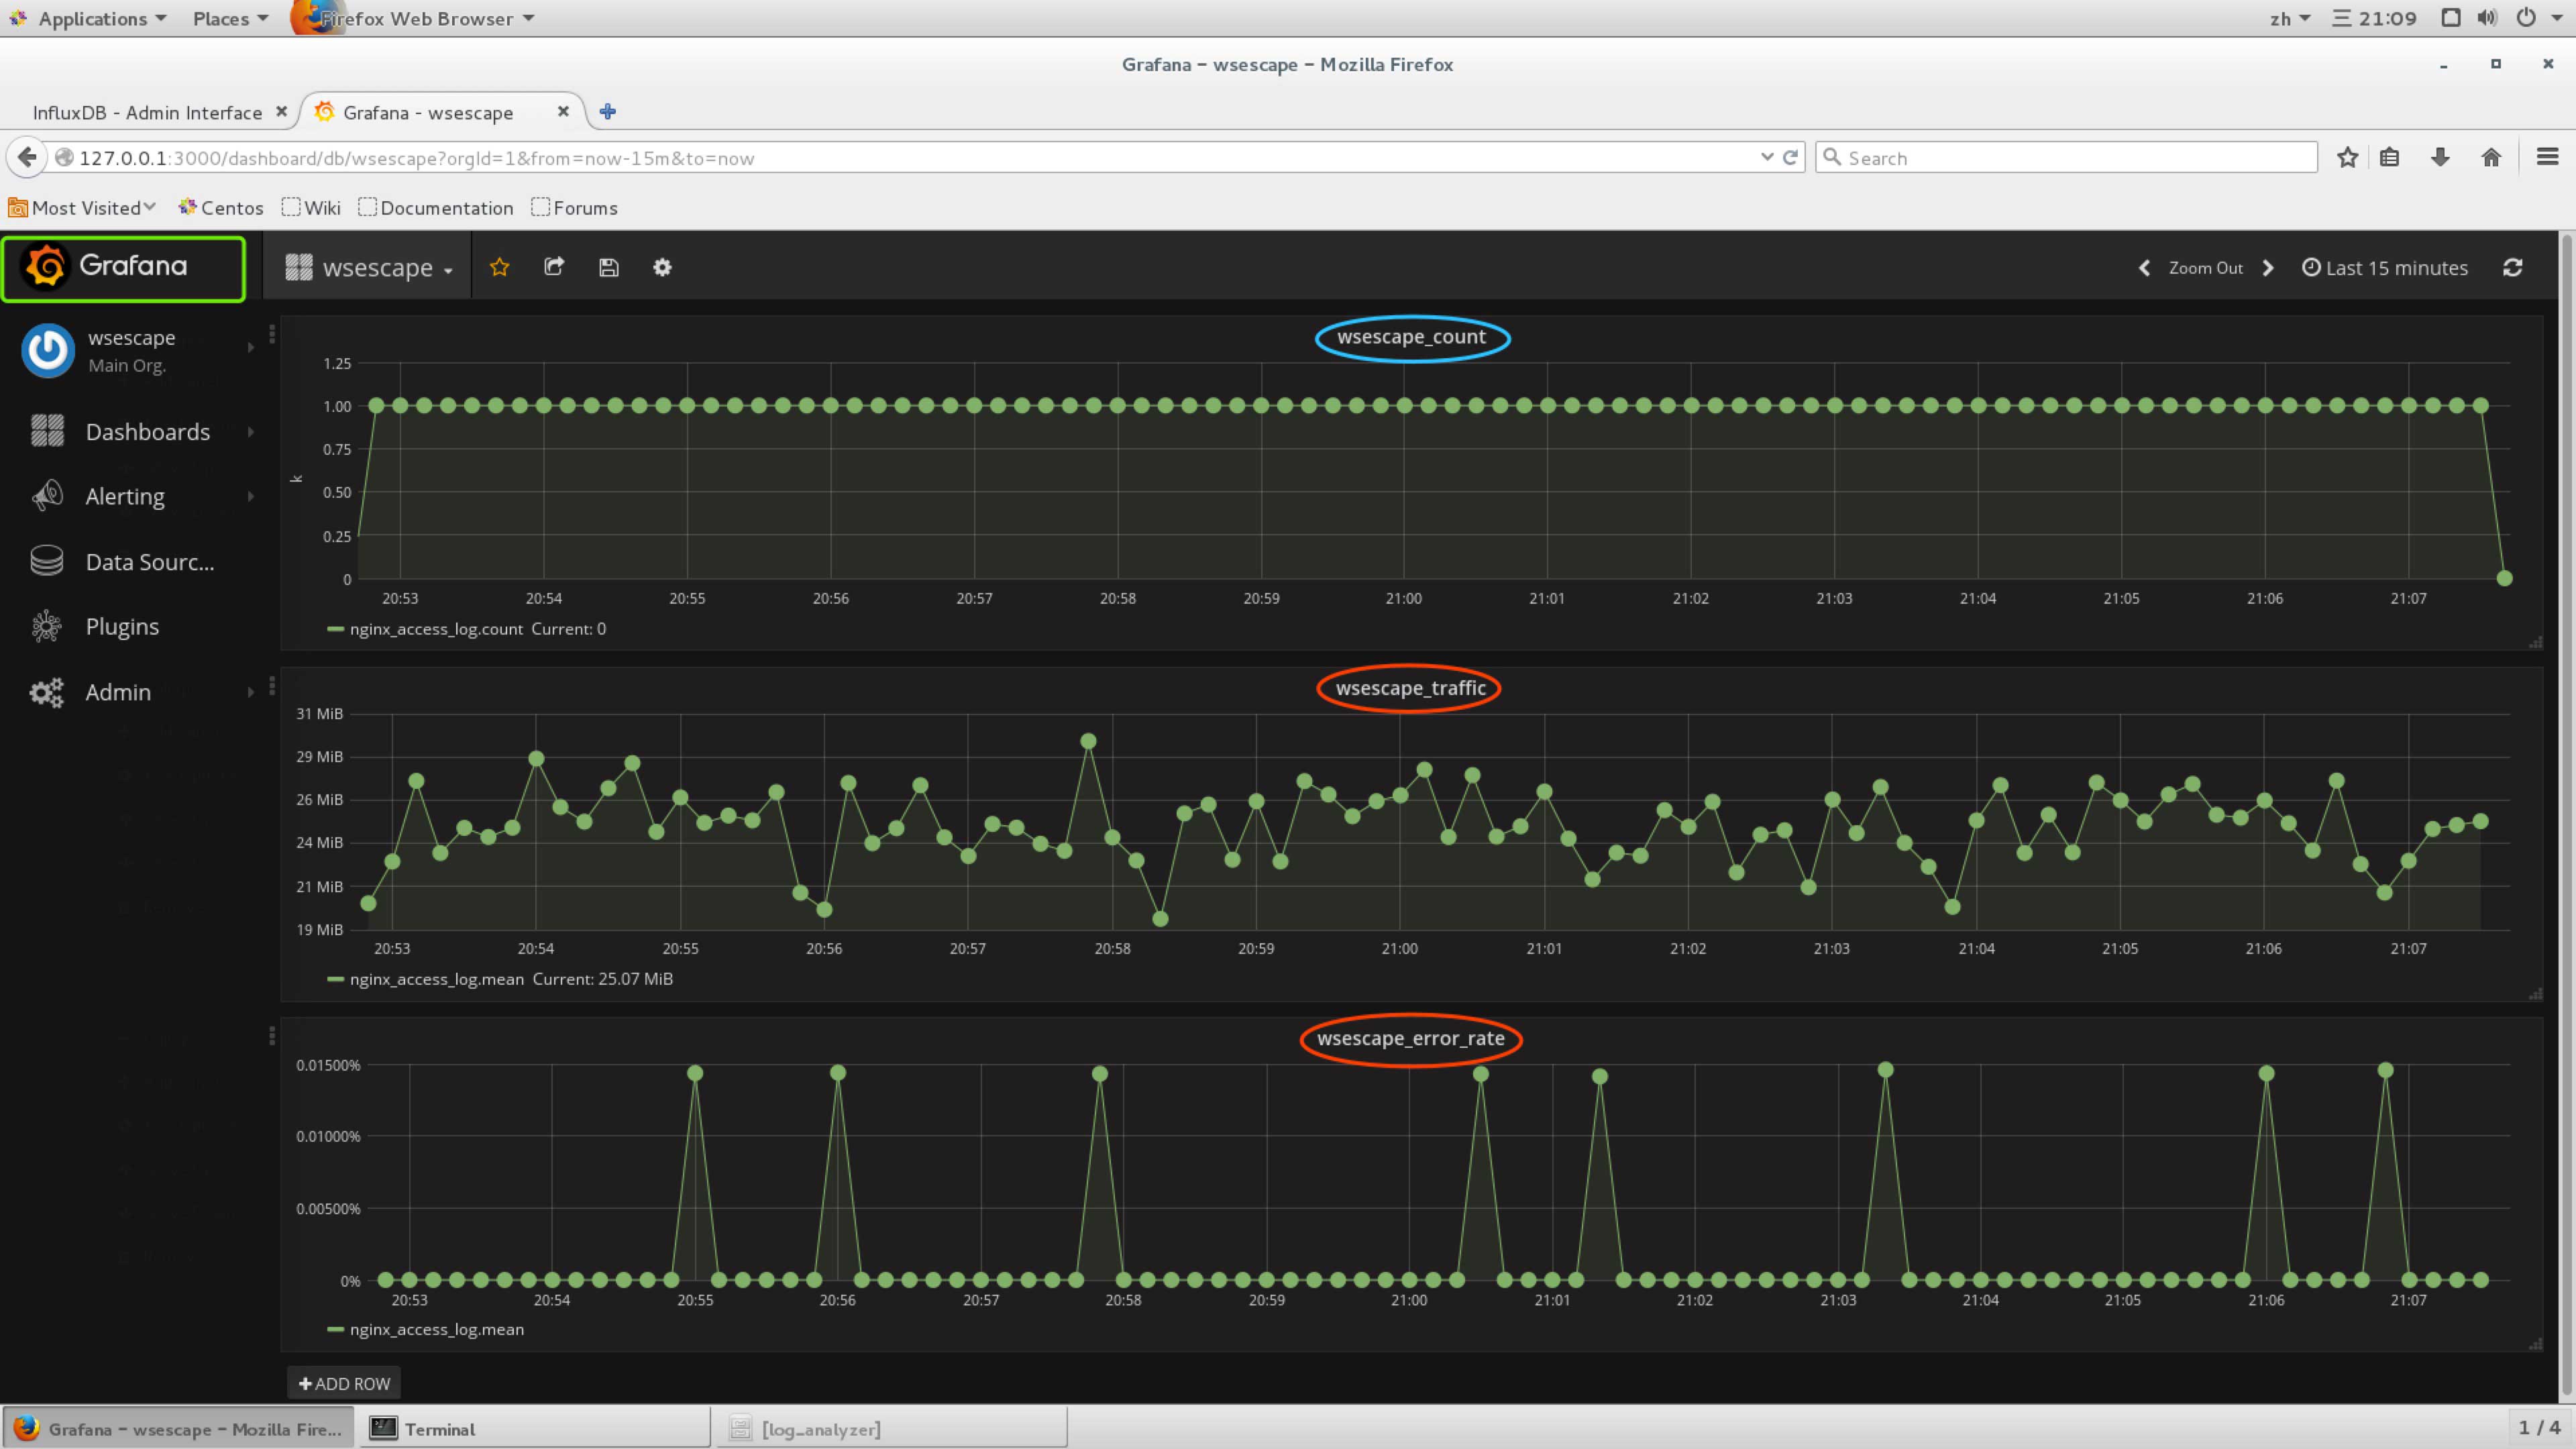 Applications Places Firefox Web Browser zh 三 21:09
Grafana – wsescape – Mozilla Firefox
InfluxDB - Admin Interface Grafana - wsescape
127.0.0.1:3000/dashboard/db/wsescape?orgId=1&from=now-15m&to=now Search
Most Visited Centos Wiki Documentation Forums
Grafana wsescape Zoom Out Last 15 minutes
wsescape
Main Org.
Dashboards
Alerting
Data Sourc...
Plugins
Admin
wsescape_count
1.25
1.00
0.75
0.50
0.25
0
k
20:53 20:54 20:55 20:56 20:57 20:58 20:59 21:00 21:01 21:02 21:03 21:04 21:05 21:06 21:07
nginx_access_log.count Current: 0
wsescape_traffic
31 MiB
29 MiB
26 MiB
24 MiB
21 MiB
19 MiB
20:53 20:54 20:55 20:56 20:57 20:58 20:59 21:00 21:01 21:02 21:03 21:04 21:05 21:06 21:07
nginx_access_log.mean Current: 25.07 MiB
wsescape_error_rate
0.01500%
0.01000%
0.00500%
0%
20:53 20:54 20:55 20:56 20:57 20:58 20:59 21:00 21:01 21:02 21:03 21:04 21:05 21:06 21:07
nginx_access_log.mean
ADD ROW
Grafana – wsescape – Mozilla Fire... Terminal [log_analyzer] 1 / 4